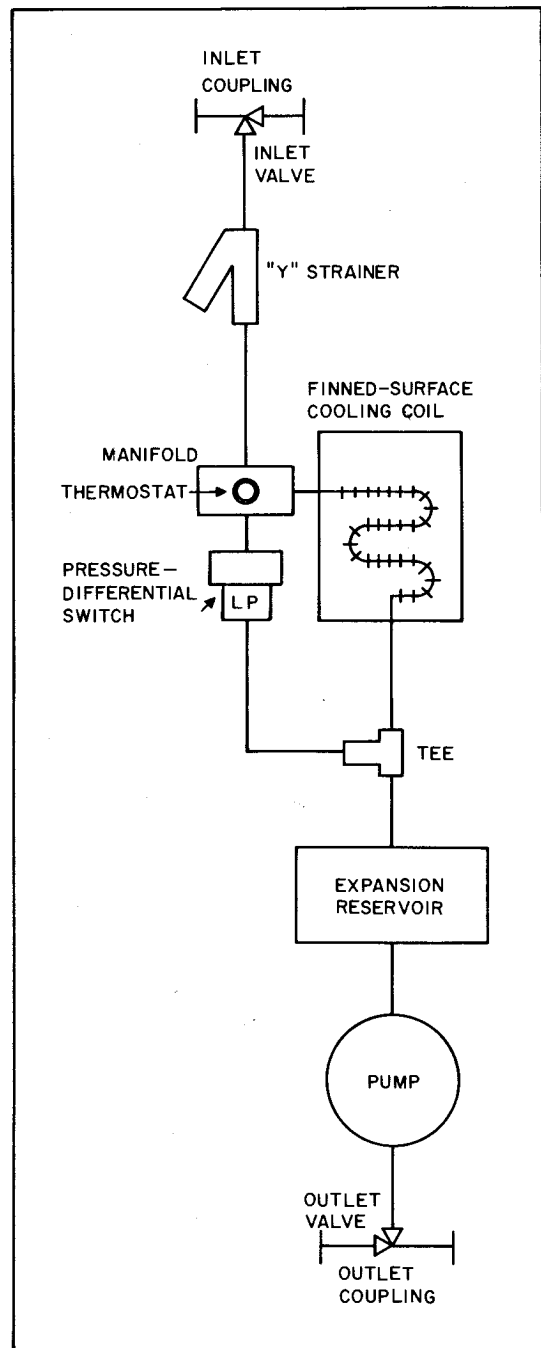 INLET
COUPLING
INLET
VALVE
"Y" STRAINER
FINNED-SURFACE
COOLING COIL
MANIFOLD
THERMOSTAT
PRESSURE-
DIFFERENTIAL
SWITCH
LP
TEE
EXPANSION
RESERVOIR
PUMP
OUTLET
VALVE
OUTLET
COUPLING